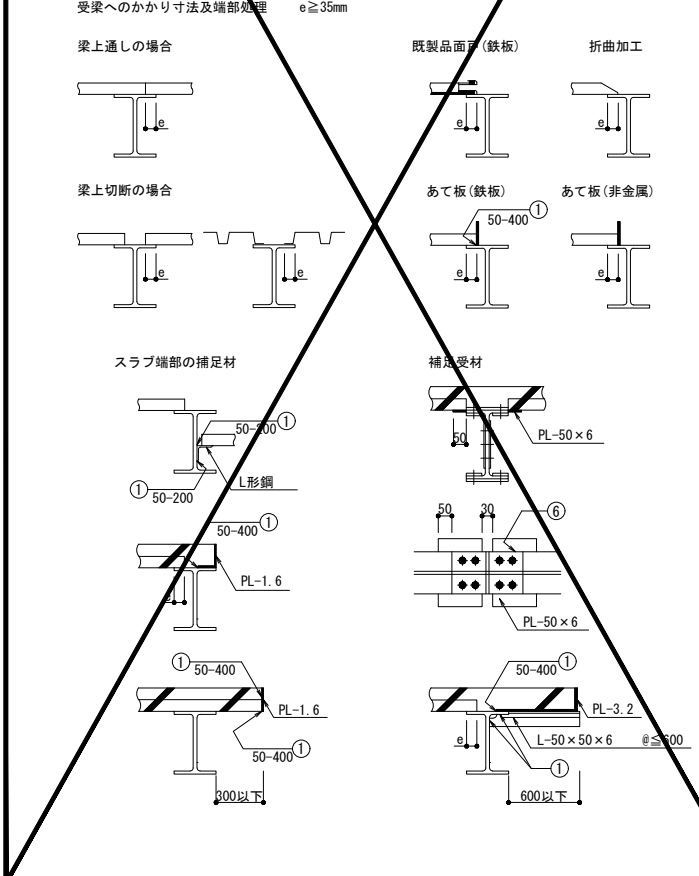 受梁へのかかり寸法及端部処理 e≧35mm
梁上通しの場合
既製品面戸(鉄板)
折曲加工
e
e
e
梁上切断の場合
あて板(鉄板)
あて板(非金属)
① 50-400
e
e
e
e
スラブ端部の捕足材
補足受材
① 50-200
① 50-200
L形鋼
50
PL-50×6
① 50-400
PL-1.6
e
50
30
⑥
PL-50×6
① 50-400
PL-1.6
① 50-400
300以下
① 50-400
PL-3.2
e
L-50×50×6 @≦600
①
600以下